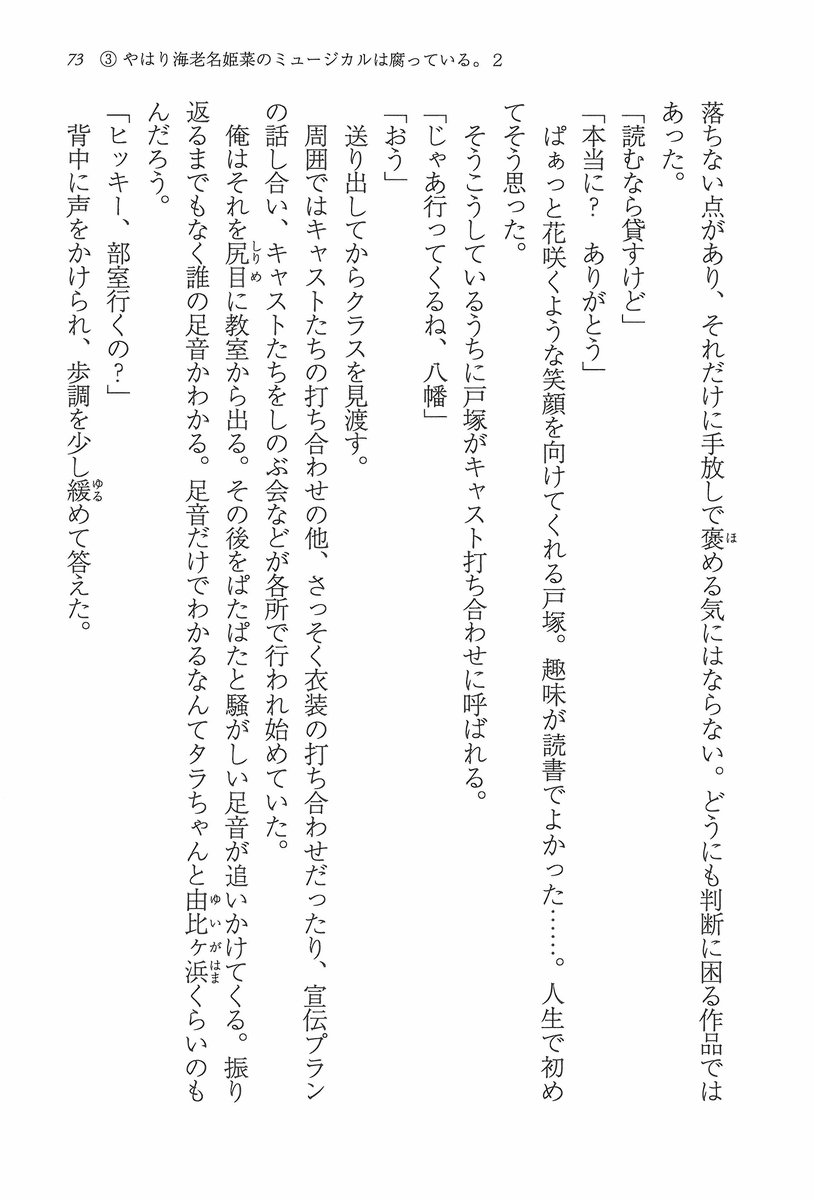 73　③ やはり海老名姫菜のミュージカルは腐っている。２
落ちない点があり、それだけに手放しで褒める気にはならない。どうにも判断に困る作品では
あった。
「読むなら貸すけど」
「本当に？　ありがとう」
ぱぁっと花咲くような笑顔を向けてくれる戸塚。趣味が読書でよかった……。人生で初め
てそう思った。
そうこうしているうちに戸塚がキャスト打ち合わせに呼ばれる。
「じゃあ行ってくるね、八幡」
「おう」
送り出してからクラスを見渡す。
周囲ではキャストたちの打ち合わせの他、さっそく衣装の打ち合わせだったり、宣伝プラン
の話し合い、キャストたちをしのぶ会などが各所で行われ始めていた。
俺はそれを尻目に教室から出る。その後をぱたぱたと騒がしい足音が追いかけてくる。振り
返るまでもなく誰の足音かわかる。足音だけでわかるなんてタラちゃんと由比ヶ浜くらいのも
んだろう。
「ヒッキー、部室行くの？」
背中に声をかけられ、歩調を少し緩めて答えた。